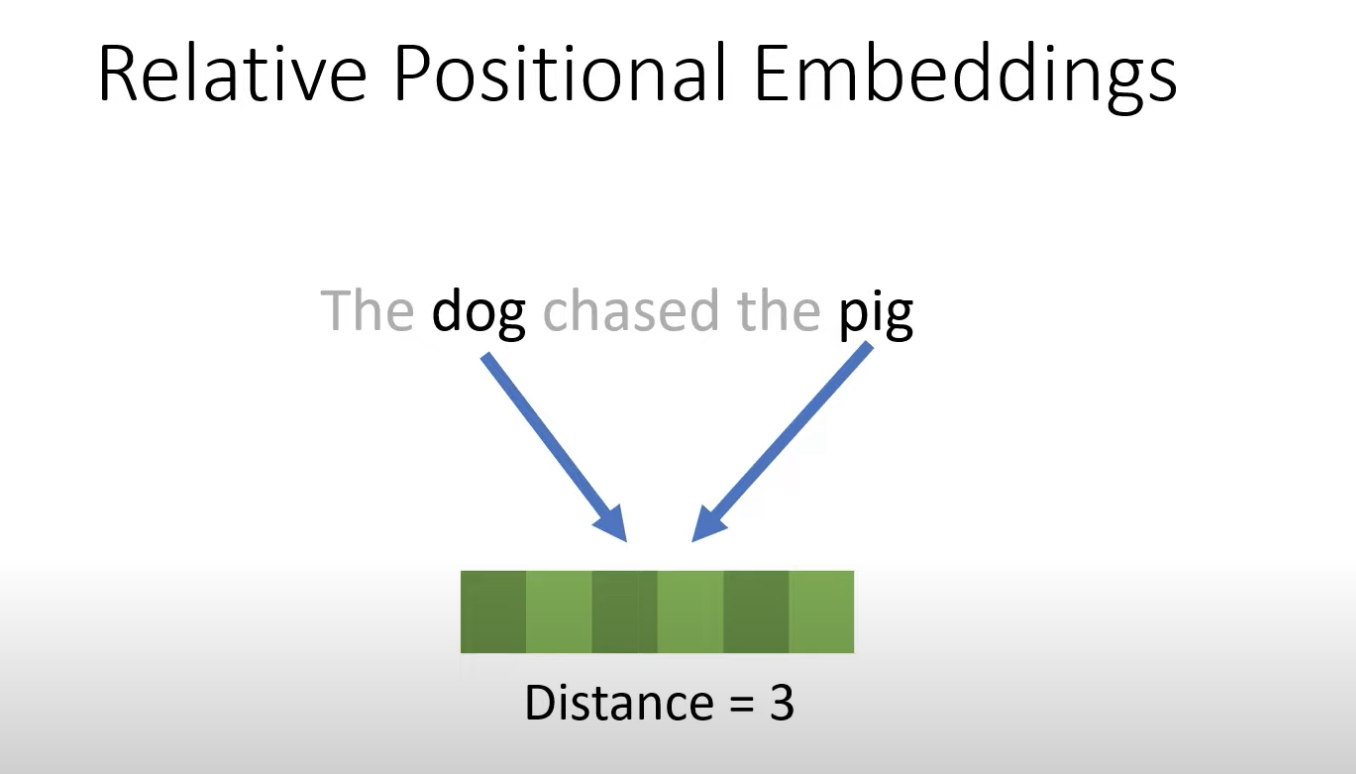 Relative Positional Embeddings
The dog chased the pig
Distance = 3